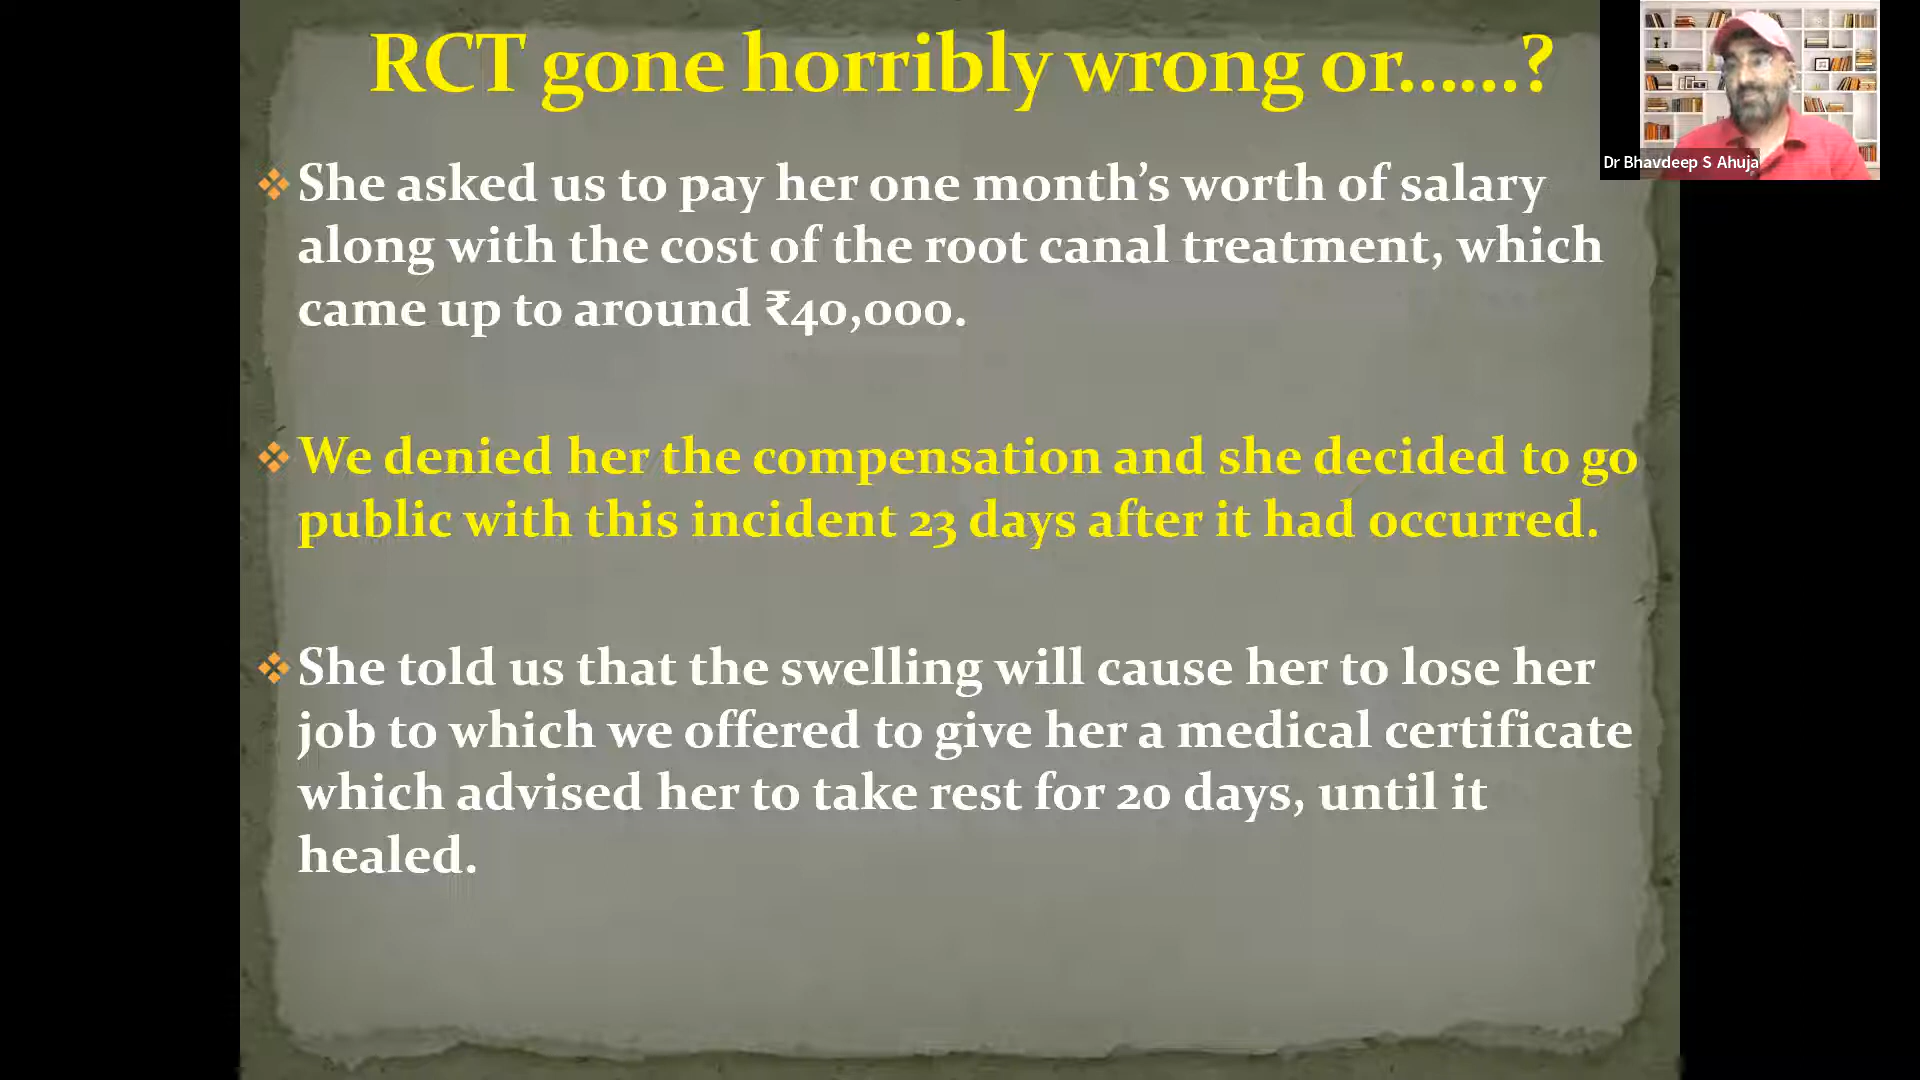 RCT gone horribly wrong or......?
Dr Bhavdeep S Ahuja
She asked us to pay her one month’s worth of salary
along with the cost of the root canal treatment, which
came up to around ₹40,000.
We denied her the compensation and she decided to go
public with this incident 23 days after it had occurred.
She told us that the swelling will cause her to lose her
job to which we offered to give her a medical certificate
which advised her to take rest for 20 days, until it
healed.